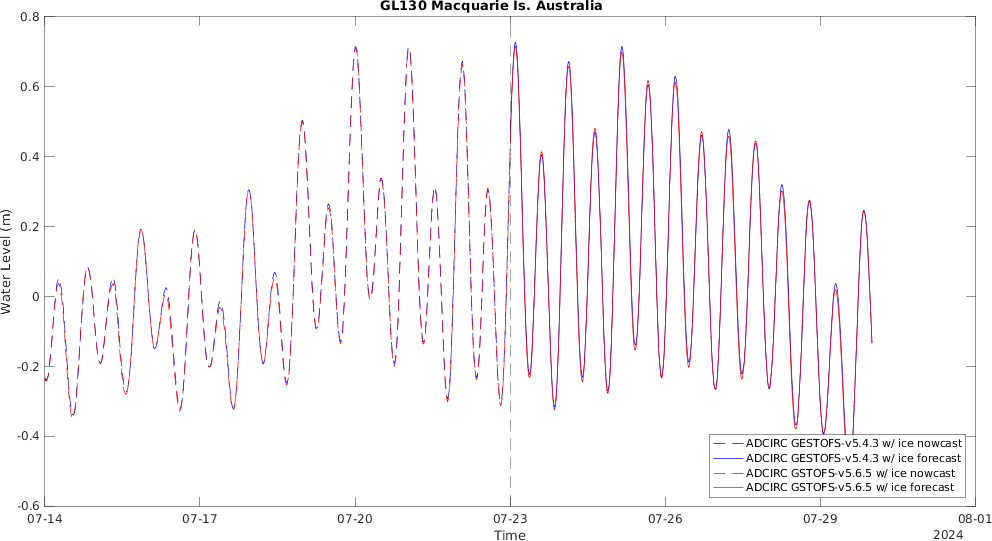 GL130 Macquarie Is. Australia
Water Level (m)
0.8
0.6
0.4
0.2
0
-0.2
-0.4
-0.6
07-14 07-17 07-20 07-23 07-26 07-29 08-01
Time
2024
ADCIRC GESTOFS-v5.4.3 w/ ice nowcast
ADCIRC GESTOFS-v5.4.3 w/ ice forecast
ADCIRC GSTOFS-v5.6.5 w/ ice nowcast
ADCIRC GSTOFS-v5.6.5 w/ ice forecast